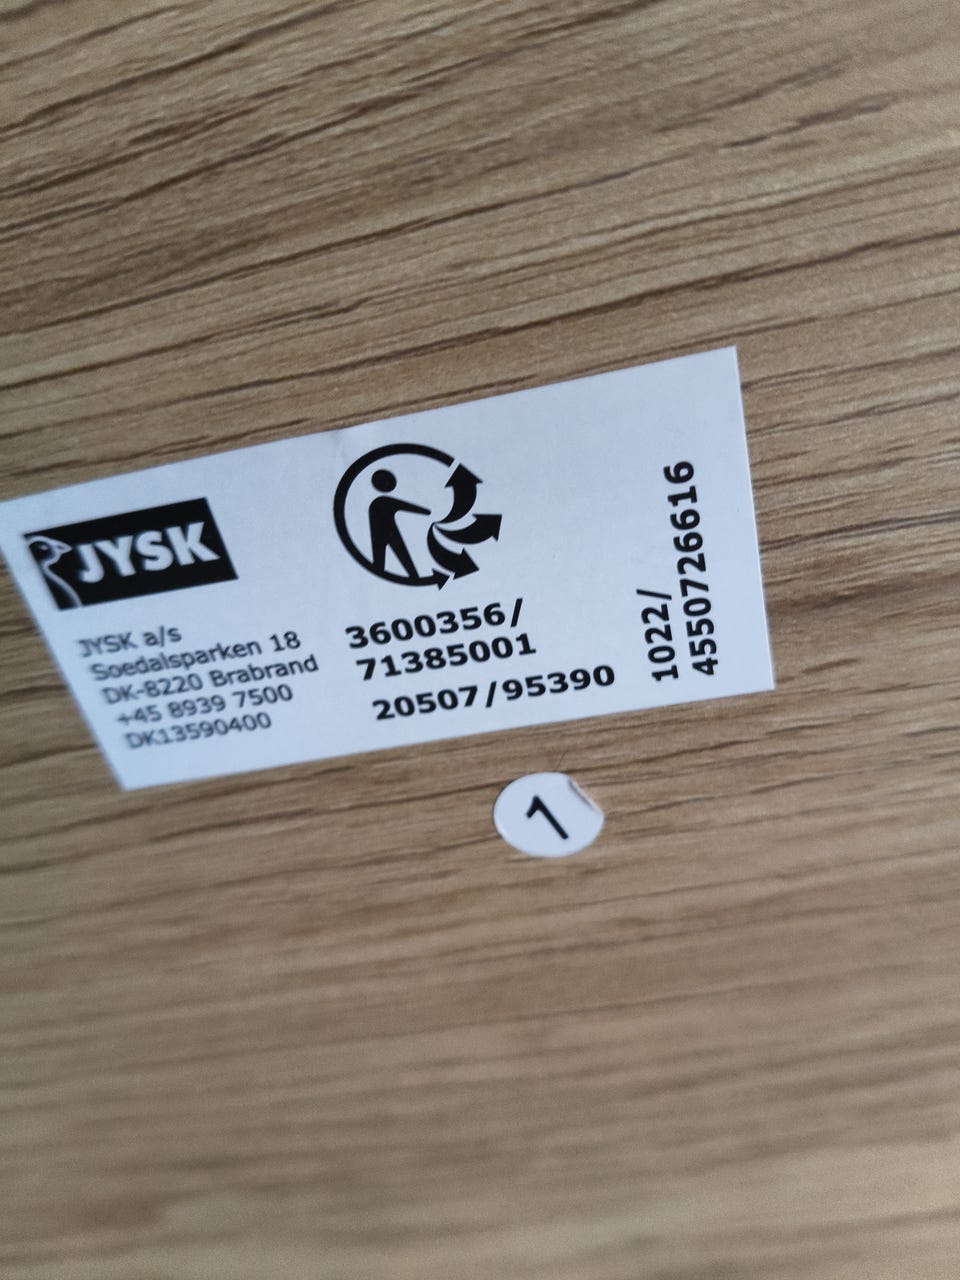 JYSK
JYSK a/s
Soedalsparken 18
DK-8220 Brabrand
+45 8939 7500
DK13590400
3600356/
71385001
20507/95390
1022/
4550726616
1